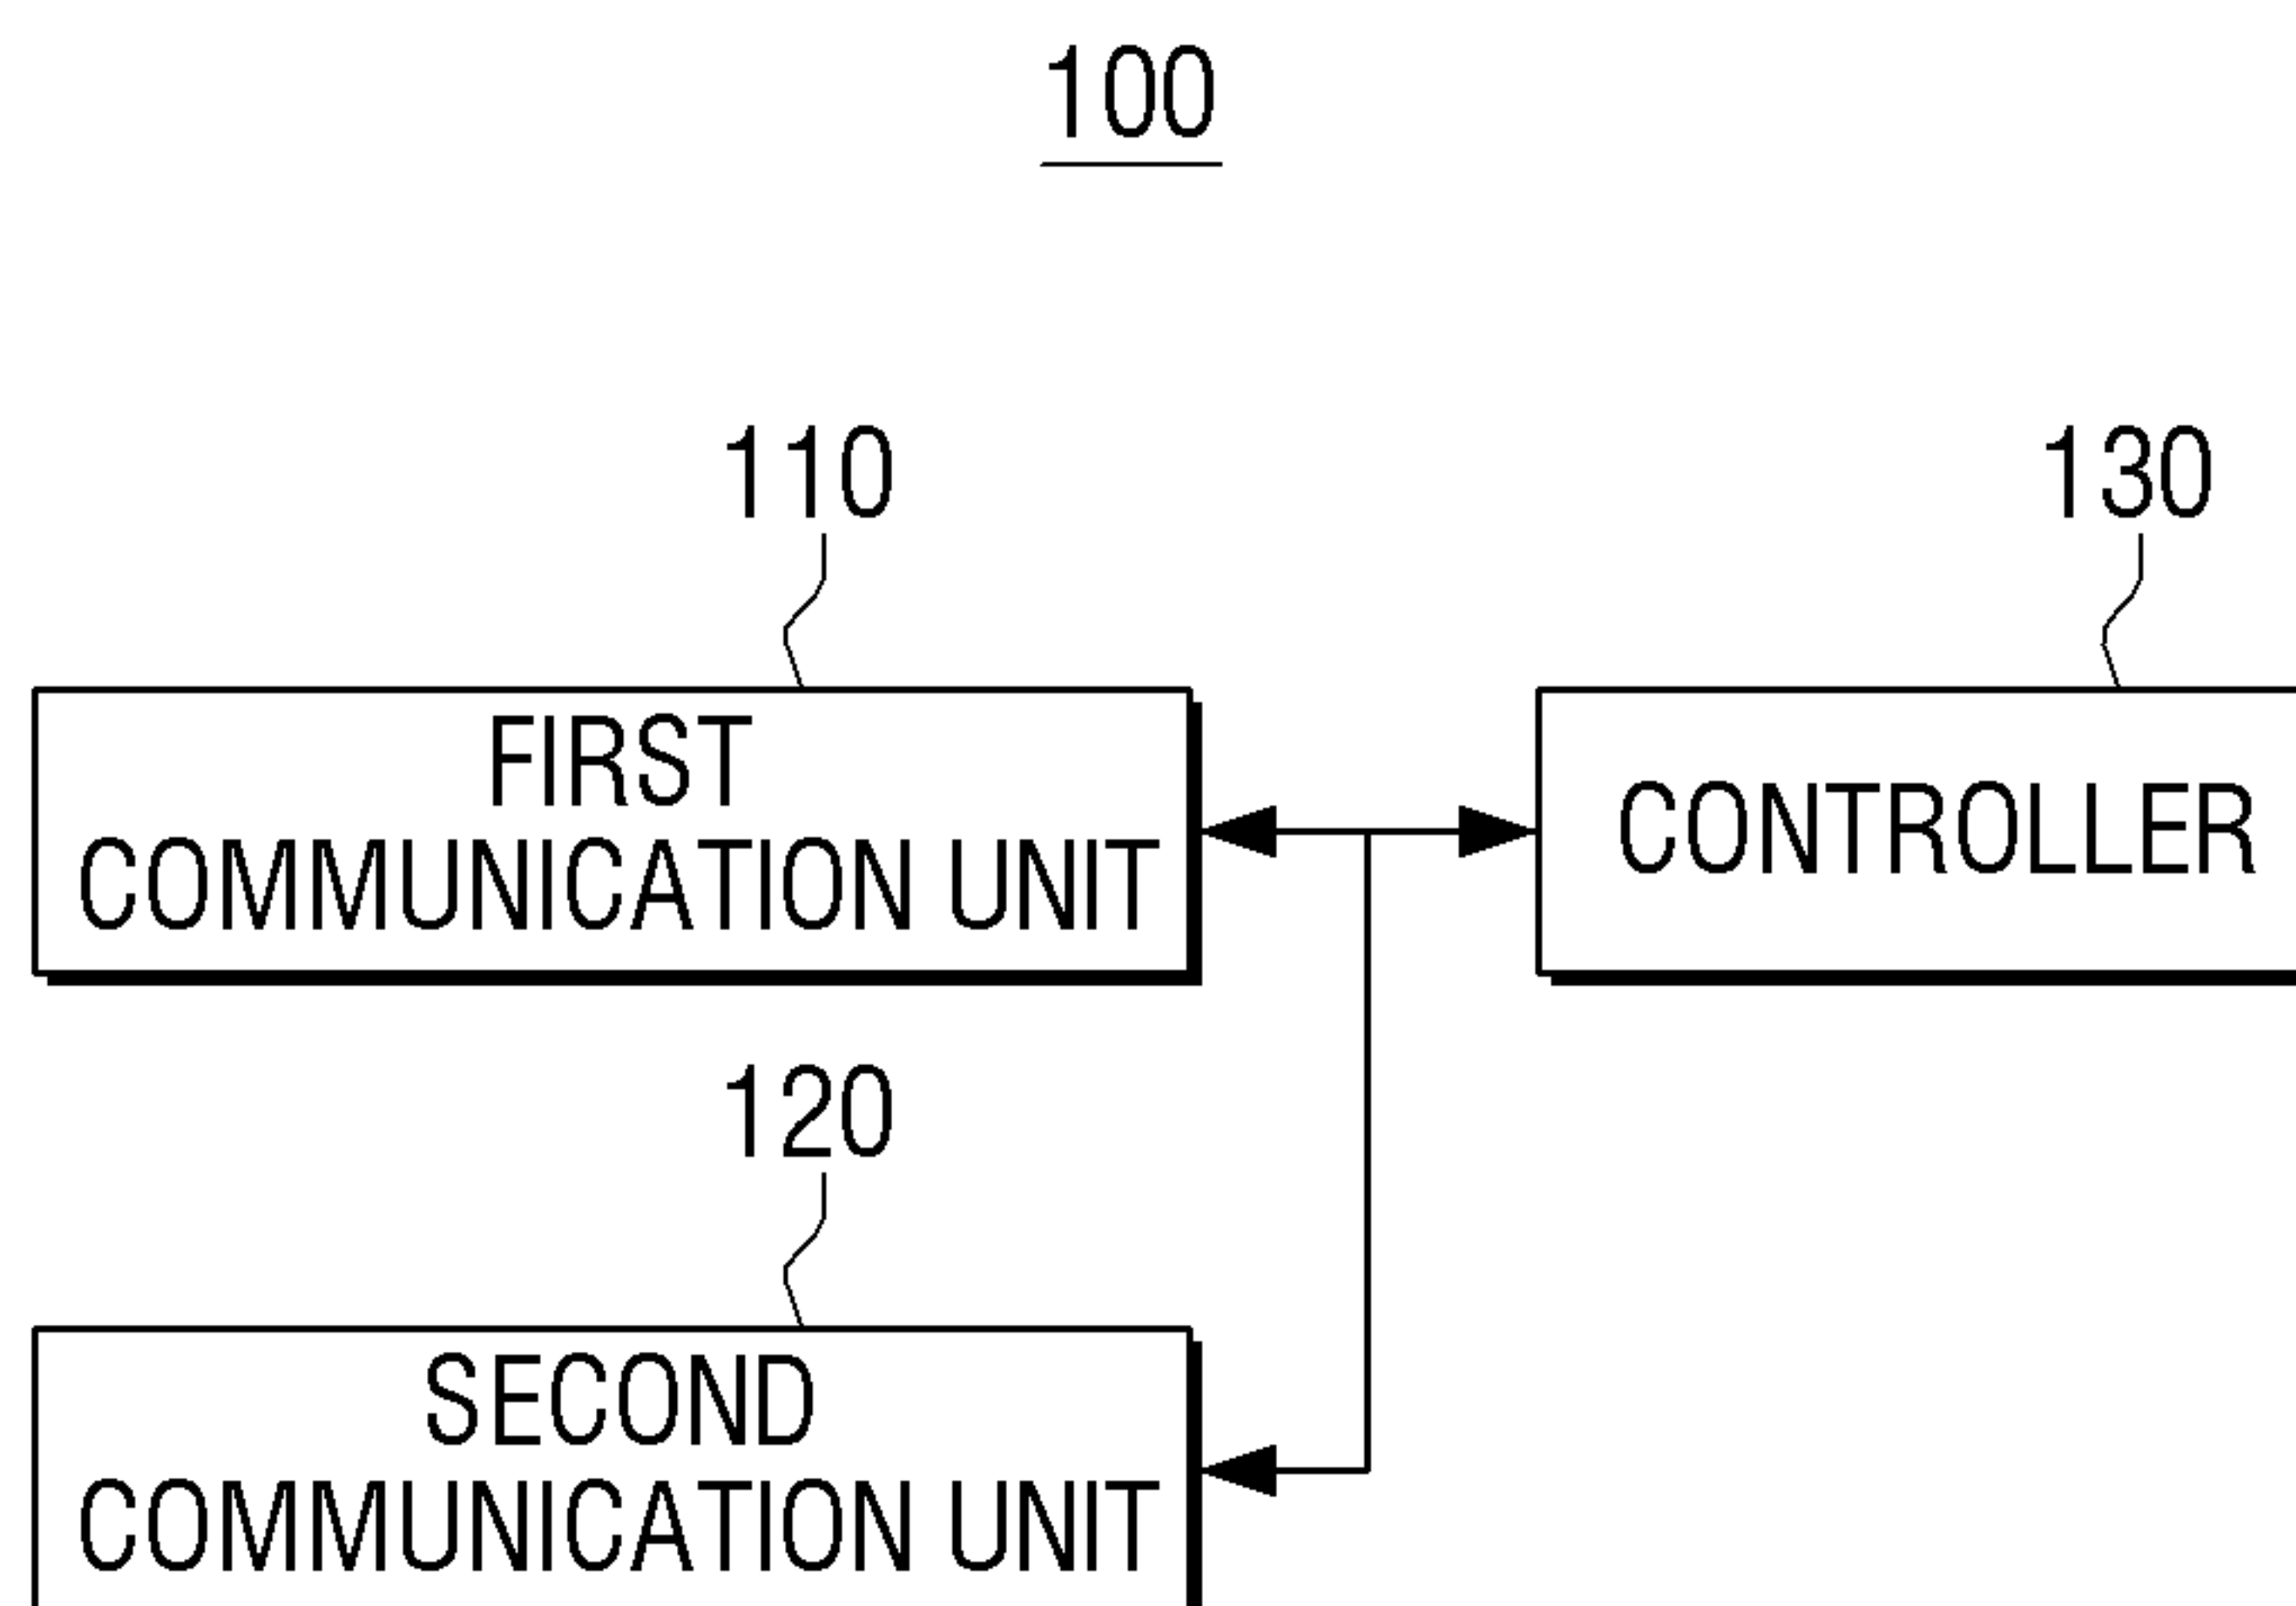 100
110
130
FIRST
COMMUNICATION UNIT
CONTROLLER
120
SECOND
COMMUNICATION UNIT